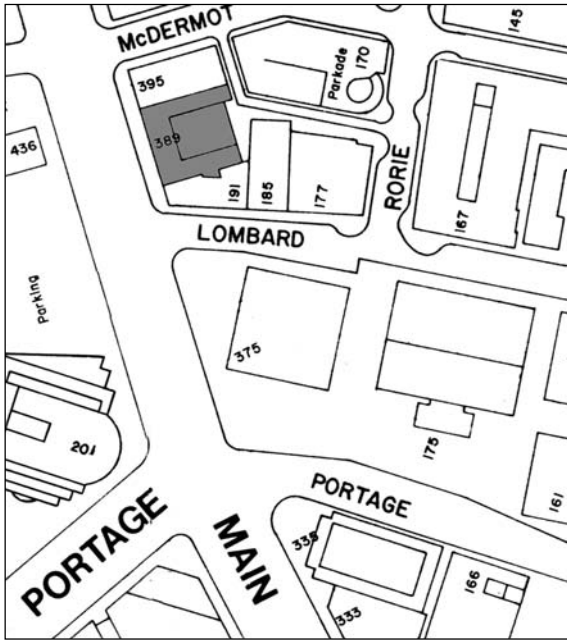 McDERMOT
145
395
Parkade
170
436
389
RORIE
191
185
177
167
LOMBARD
Parking
375
201
175
PORTAGE
161
PORTAGE
MAIN
335
166
333